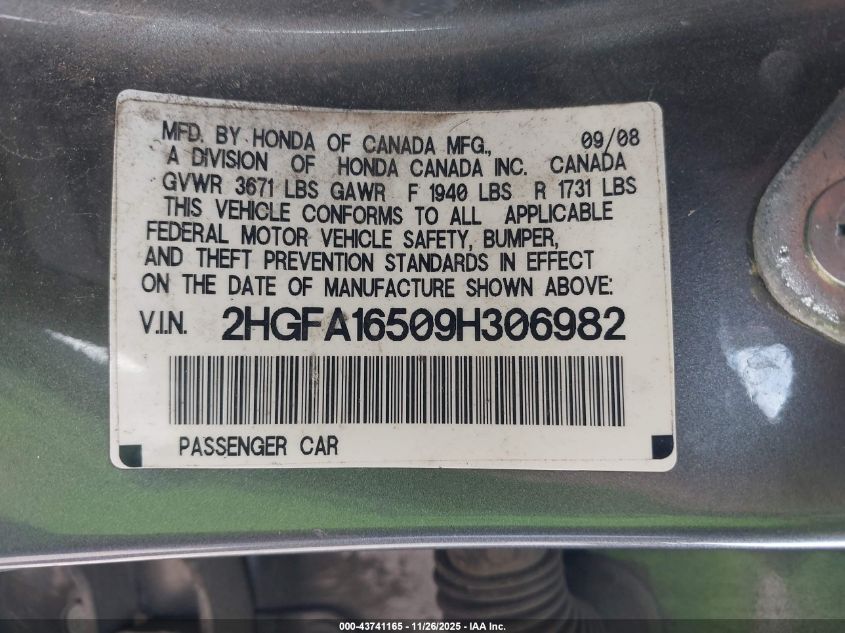 MFD. BY HONDA OF CANADA MFG., 09/08
A DIVISION OF HONDA CANADA INC. CANADA
GVWR 3671 LBS GAWR F 1940 LBS R 1731 LBS
THIS VEHICLE CONFORMS TO ALL APPLICABLE
FEDERAL MOTOR VEHICLE SAFETY, BUMPER,
AND THEFT PREVENTION STANDARDS IN EFFECT
ON THE DATE OF MANUFACTURE SHOWN ABOVE:
V.I.N. 2HGFA16509H306982
PASSENGER CAR
000-43741165 - 11/26/2025 - IAA Inc.